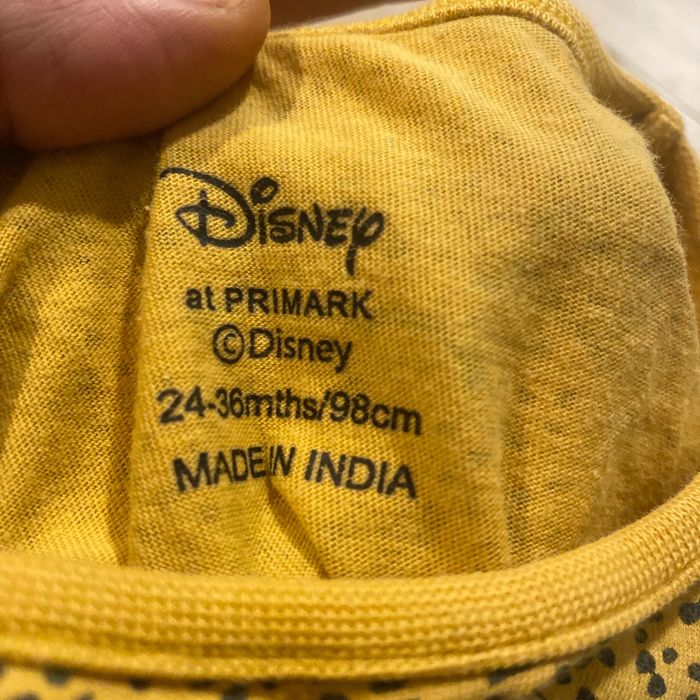 Disney
at PRIMARK
©Disney
24-36mths/98cm
MADE IN INDIA